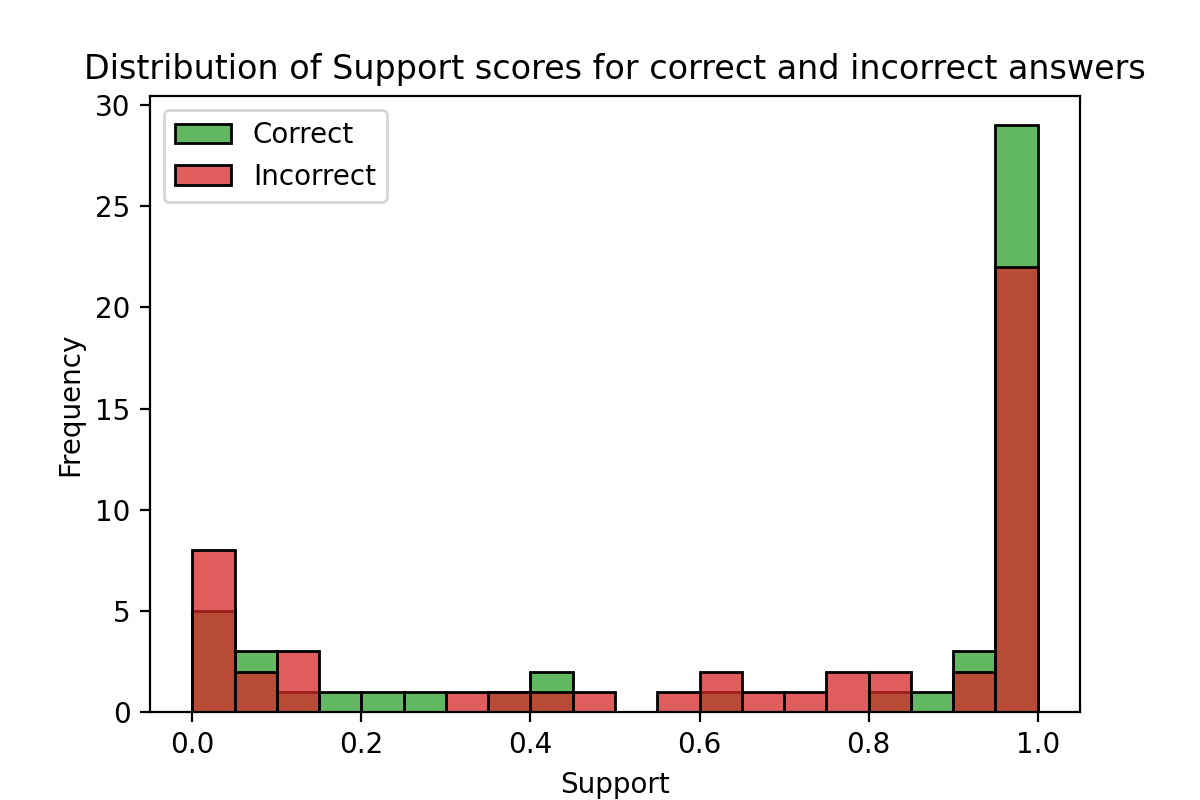 Distribution of Support scores for correct and incorrect answers
30
25
20
15
10
5
0
Frequency
Correct
Incorrect
0.0 0.2 0.4 0.6 0.8 1.0
Support